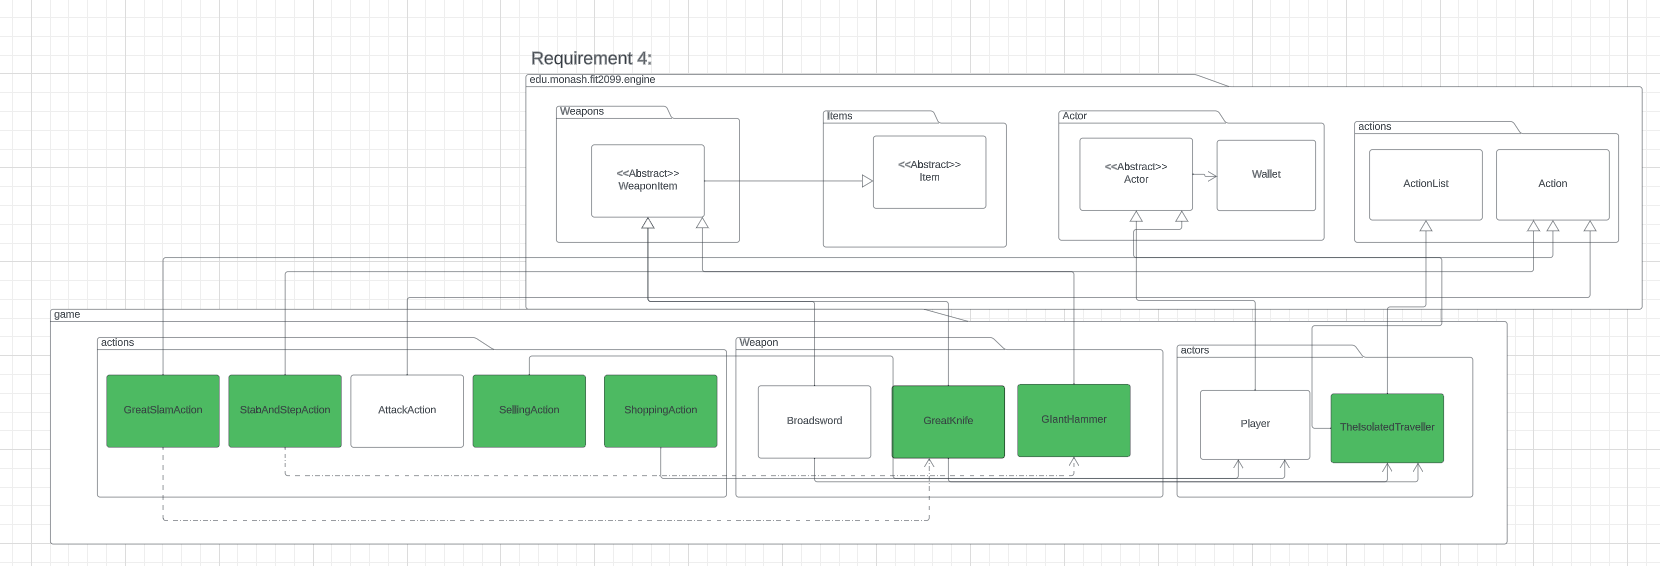 Requirement 4:
edu.monash.fit2099.engine
Weapons
<<Abstract>>
WeaponItem
Items
<<Abstract>>
Item
Actor
<<Abstract>>
Actor
Wallet
actions
ActionList
Action
game
actions
GreatSlamAction
StabAndStepAction
AttackAction
SellingAction
ShoppingAction
Weapon
Broadsword
GreatKnife
GIantHammer
actors
Player
TheIsolatedTraveller